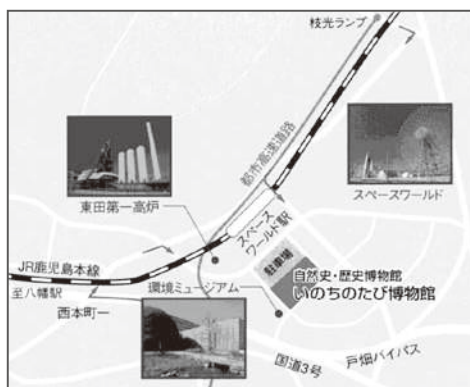 枝光ランプ
都市高速道路
スペースワールド
東田第一高炉
スペース
ワールド駅
駐車場
JR鹿児島本線
自然史・歴史博物館
いのちのたび博物館
至八幡駅
環境ミュージアム
西本町一
国道3号
戸畑バイパス